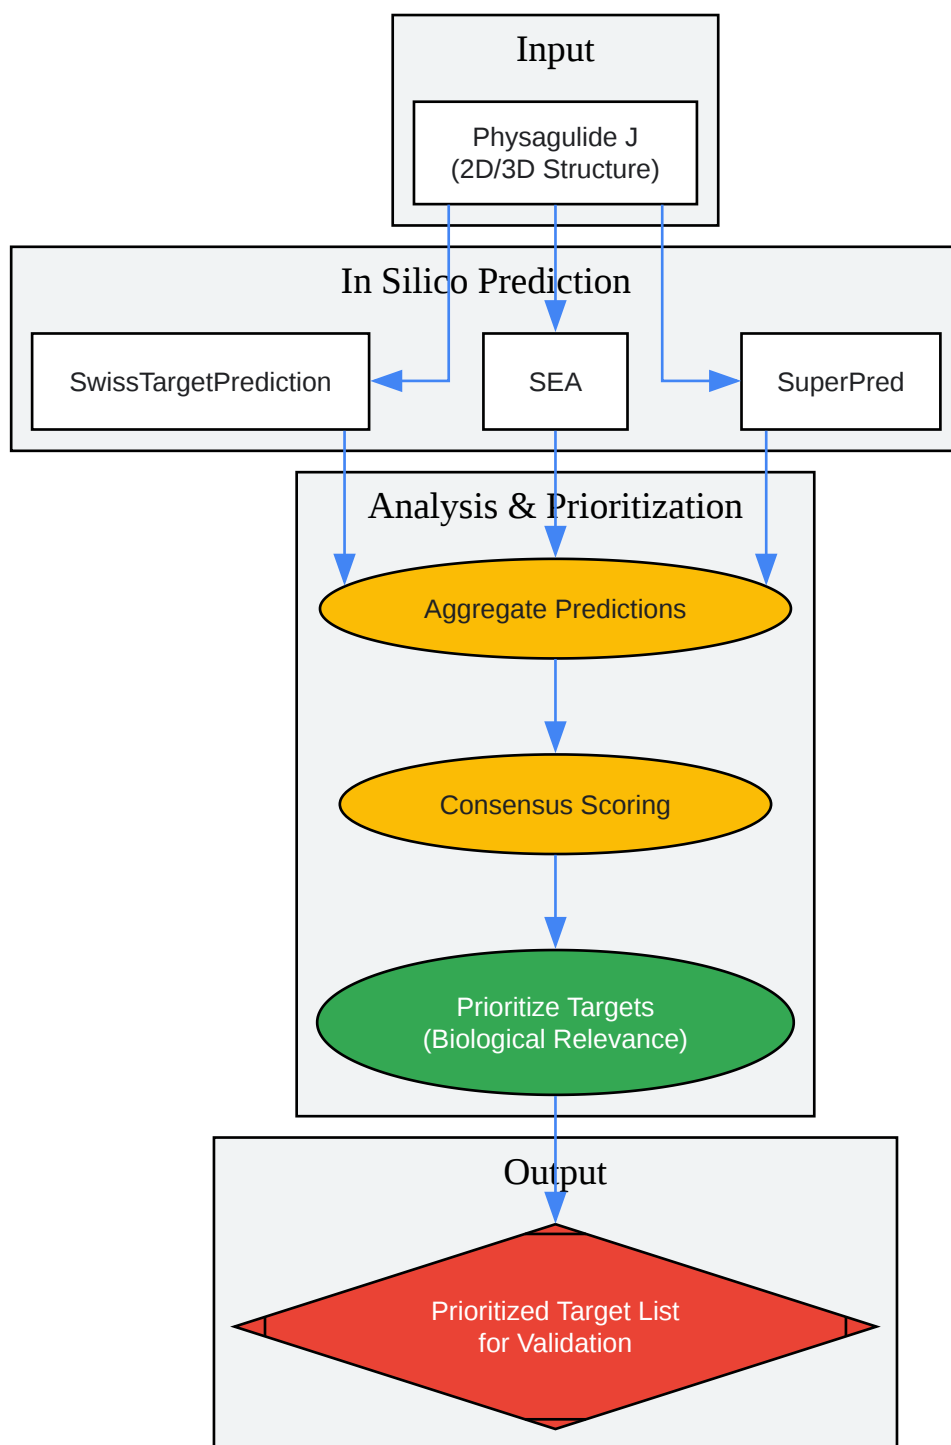 Input
Physagulide J
(2D/3D Structure)
In Silico Prediction
SwissTargetPrediction
SEA
SuperPred
Analysis & Prioritization
Aggregate Predictions
Consensus Scoring
Prioritize Targets
(Biological Relevance)
Output
Prioritized Target List
for Validation